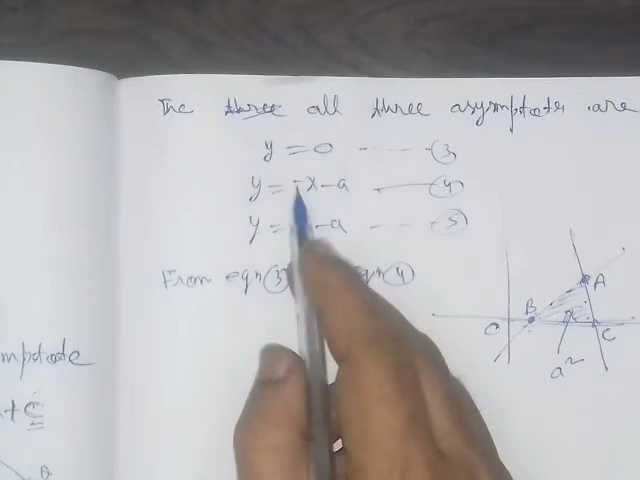 The three all three asymptotes are
y = 0 ---- -(3)
y = -x-a ——(4)
y = -a -- -(5)
From eqn (3) eqn (4)
mptote
+ C
θ
A
B
O
C
a²